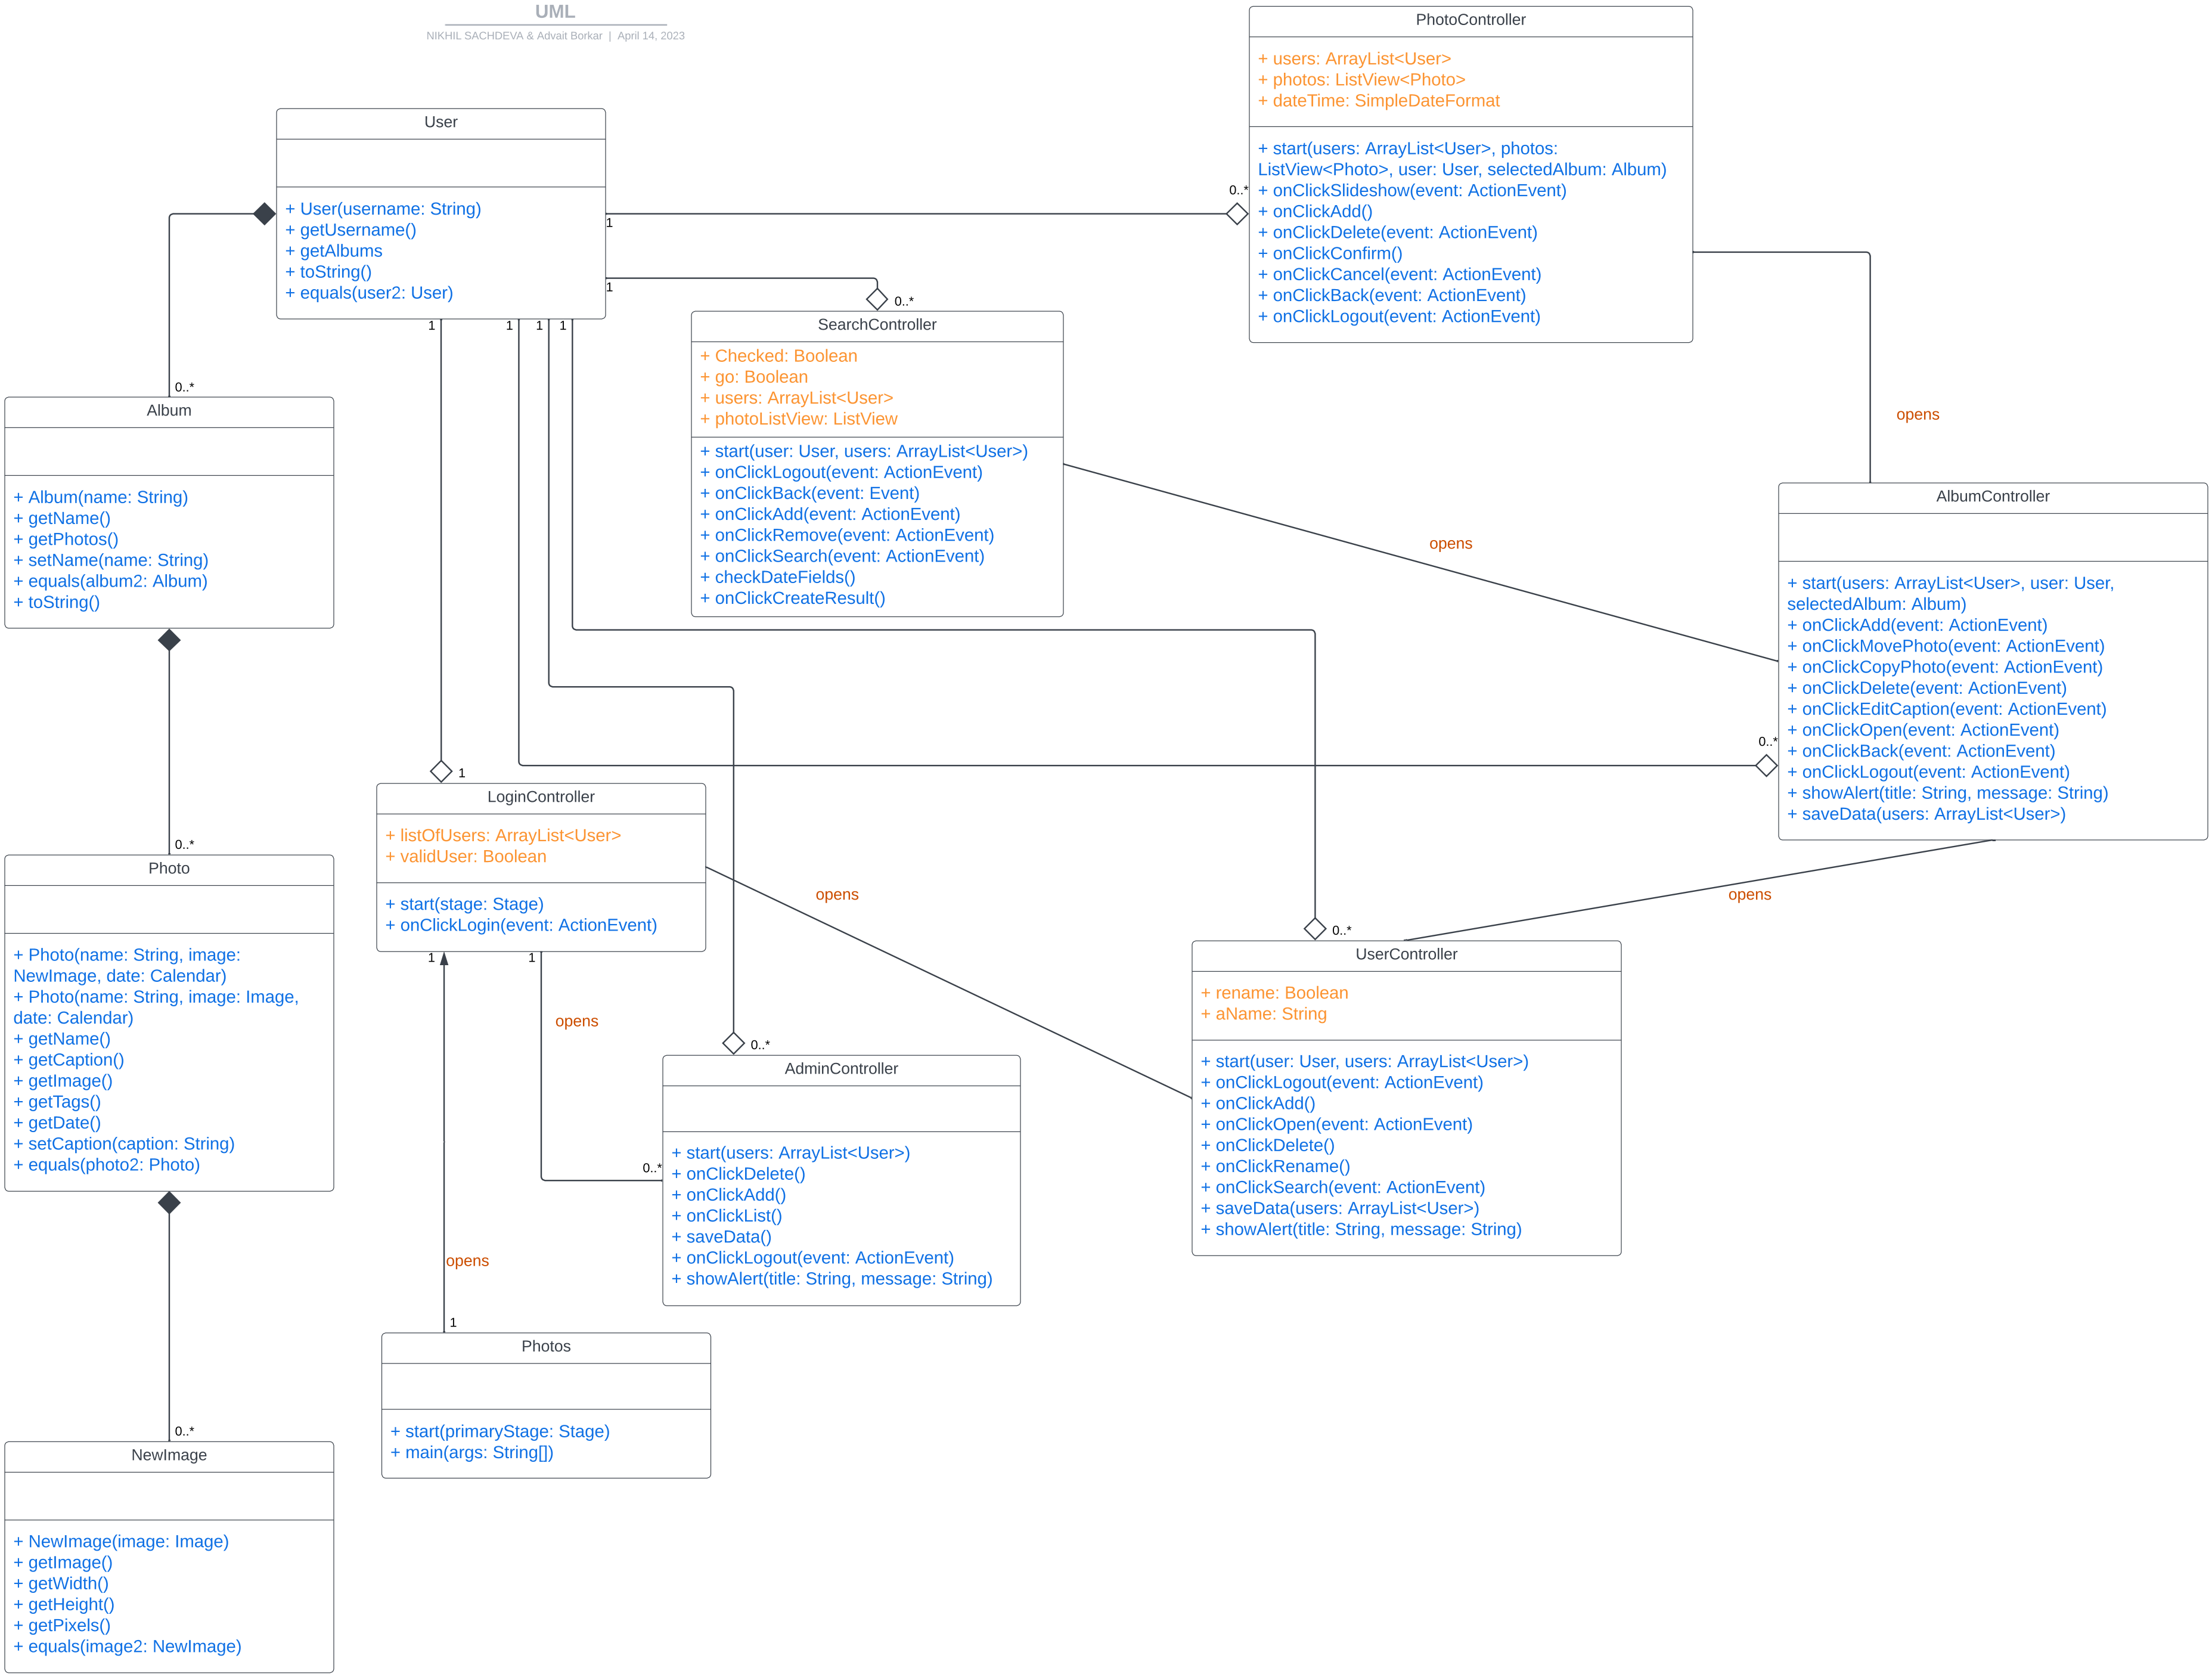 UML
NIKHIL SACHDEVA & Advait Borkar | April 14, 2023
PhotoController
+ users: ArrayList<User>
+ photos: ListView<Photo>
+ dateTime: SimpleDateFormat
+ start(users: ArrayList<User>, photos:
ListView<Photo>, user: User, selectedAlbum: Album)
+ onClickSlideshow(event: ActionEvent)
+ onClickAdd()
+ onClickDelete(event: ActionEvent)
+ onClickConfirm()
+ onClickCancel(event: ActionEvent)
+ onClickBack(event: ActionEvent)
+ onClickLogout(event: ActionEvent)
User
+ User(username: String)
+ getUsername()
+ getAlbums
+ toString()
+ equals(user2: User)
1
0..*
1
0..*
1
1
1
1
SearchController
+ Checked: Boolean
+ go: Boolean
+ users: ArrayList<User>
+ photoListView: ListView
+ start(user: User, users: ArrayList<User>)
+ onClickLogout(event: ActionEvent)
+ onClickBack(event: Event)
+ onClickAdd(event: ActionEvent)
+ onClickRemove(event: ActionEvent)
+ onClickSearch(event: ActionEvent)
+ checkDateFields()
+ onClickCreateResult()
opens
opens
0..*
Album
+ Album(name: String)
+ getName()
+ getPhotos()
+ setName(name: String)
+ equals(album2: Album)
+ toString()
AlbumController
+ start(users: ArrayList<User>, user: User,
selectedAlbum: Album)
+ onClickAdd(event: ActionEvent)
+ onClickMovePhoto(event: ActionEvent)
+ onClickCopyPhoto(event: ActionEvent)
+ onClickDelete(event: ActionEvent)
+ onClickEditCaption(event: ActionEvent)
+ onClickOpen(event: ActionEvent)
+ onClickBack(event: ActionEvent)
+ onClickLogout(event: ActionEvent)
+ showAlert(title: String, message: String)
+ saveData(users: ArrayList<User>)
0..*
1
LoginController
+ listOfUsers: ArrayList<User>
+ validUser: Boolean
+ start(stage: Stage)
+ onClickLogin(event: ActionEvent)
1
1
opens
opens
opens
0..*
Photo
+ Photo(name: String, image:
NewImage, date: Calendar)
+ Photo(name: String, image: Image,
date: Calendar)
+ getName()
+ getCaption()
+ getImage()
+ getTags()
+ getDate()
+ setCaption(caption: String)
+ equals(photo2: Photo)
0..*
UserController
+ rename: Boolean
+ aName: String
+ start(user: User, users: ArrayList<User>)
+ onClickLogout(event: ActionEvent)
+ onClickAdd()
+ onClickOpen(event: ActionEvent)
+ onClickDelete()
+ onClickRename()
+ onClickSearch(event: ActionEvent)
+ saveData(users: ArrayList<User>)
+ showAlert(title: String, message: String)
0..*
0..*
AdminController
+ start(users: ArrayList<User>)
+ onClickDelete()
+ onClickAdd()
+ onClickList()
+ saveData()
+ onClickLogout(event: ActionEvent)
+ showAlert(title: String, message: String)
opens
1
Photos
+ start(primaryStage: Stage)
+ main(args: String[])
0..*
NewImage
+ NewImage(image: Image)
+ getImage()
+ getWidth()
+ getHeight()
+ getPixels()
+ equals(image2: NewImage)